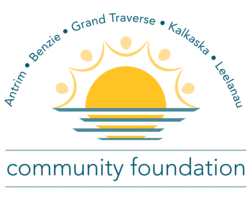 Antrim • Benzie • Grand Traverse • Kalkaska • Leelanau
community foundation